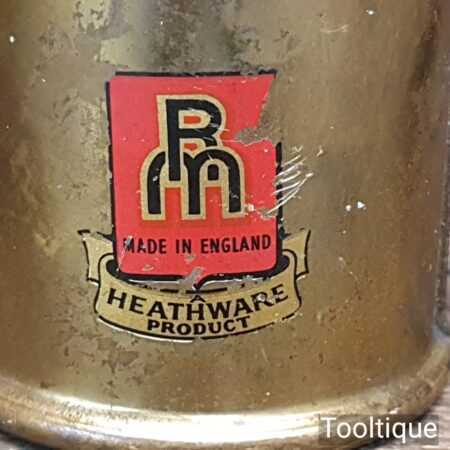 RM
MADE IN ENGLAND
A
HEATHWARE
PRODUCT
Tooltique